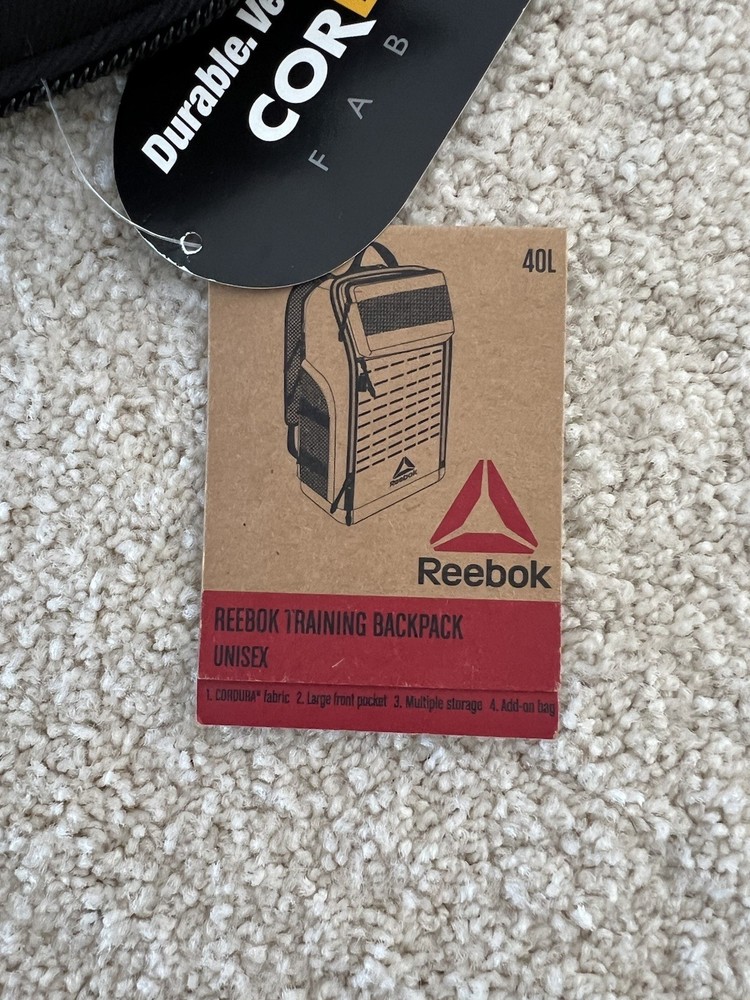 Durable.
COR
F A B
40L
Reebok
Reebok
REEBOK TRAINING BACKPACK
UNISEX
1. CORDURA® fabric 2. Large front pocket 3. Multiple storage 4. Add-on bag